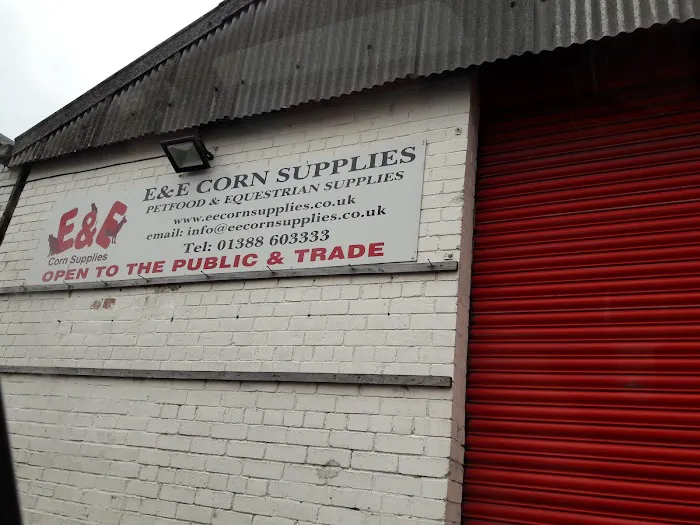 E&E CORN SUPPLIES
PETFOOD & EQUESTRIAN SUPPLIES
www.eecornsupplies.co.uk
email: info@eecornsupplies.co.uk
Tel: 01388 603333
E&E
Corn Supplies
OPEN TO THE PUBLIC & TRADE